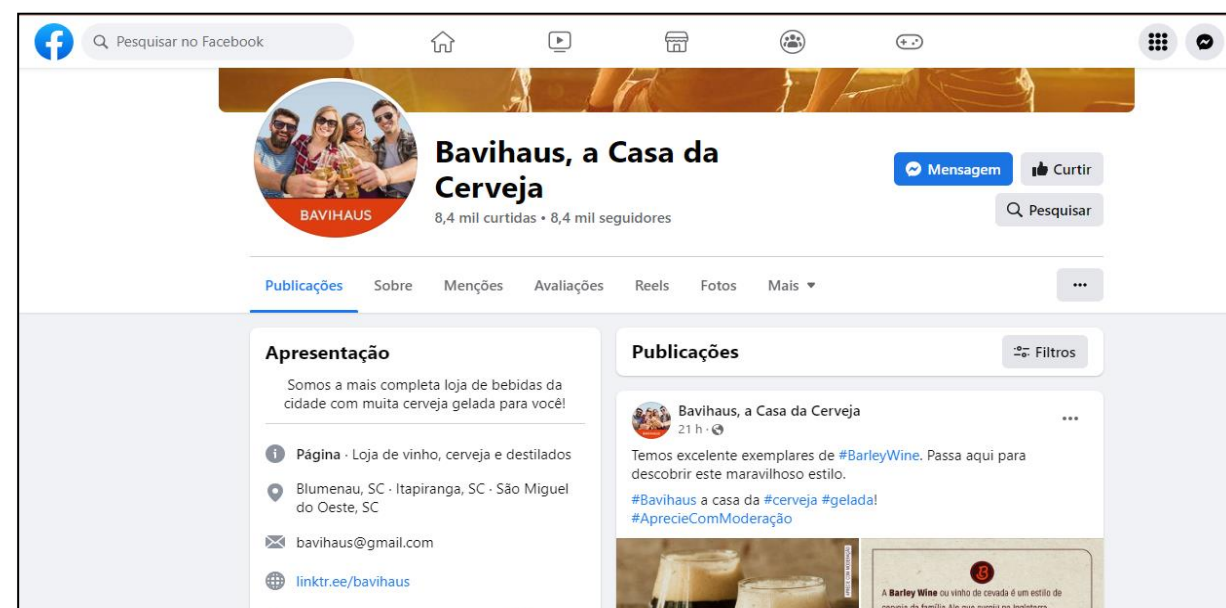 Pesquisar no Facebook
BAVIHAUS
Bavihaus, a Casa da
Cerveja
8,4 mil curtidas • 8,4 mil seguidores
Mensagem
Curtir
Pesquisar
Publicações
Sobre
Menções
Avaliações
Reels
Fotos
Mais
Apresentação
Somos a mais completa loja de bebidas da
cidade com muita cerveja gelada para você!
Página · Loja de vinho, cerveja e destilados
Blumenau, SC · Itapiranga, SC · São Miguel
do Oeste, SC
bavihaus@gmail.com
linktr.ee/bavihaus
Publicações
Filtros
Bavihaus, a Casa da Cerveja
21 h ·
Temos excelente exemplares de #BarleyWine. Passa aqui para
descobrir este maravilhoso estilo.
#Bavihaus a casa da #cerveja #gelada!
#AprecieComModeração
APRECIE COM MODERAÇÃO
B
A Barley Wine ou vinho de cevada é um estilo de